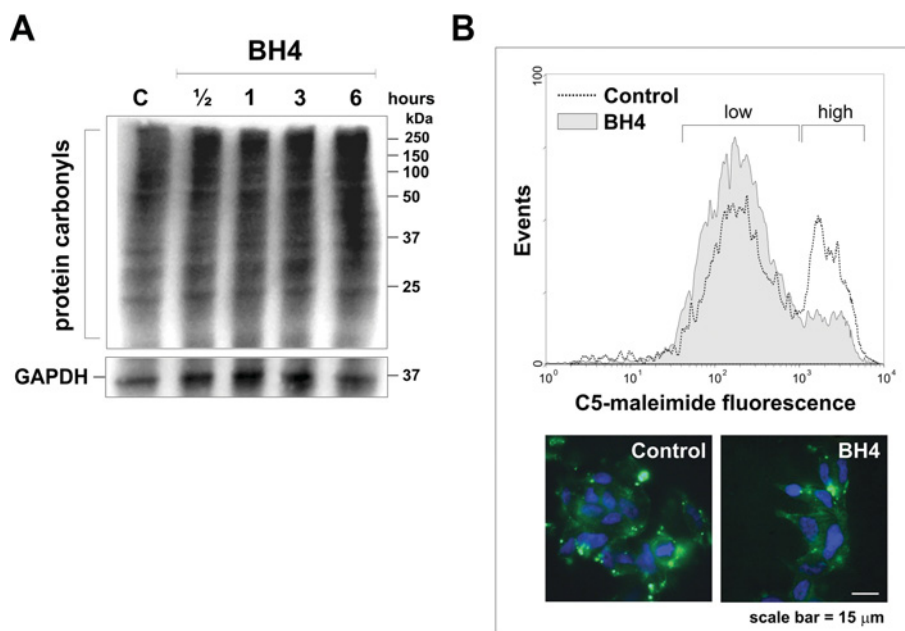 A
BH4
C ½ 1 3 6 hours
kDa
250
150
100
50
37
25
protein carbonyls
GAPDH 37
B
100
Control
BH4
low high
Events
0
10⁰ 10¹ 10² 10³ 10⁴
C5-maleimide fluorescence
Control BH4
scale bar = 15 µm